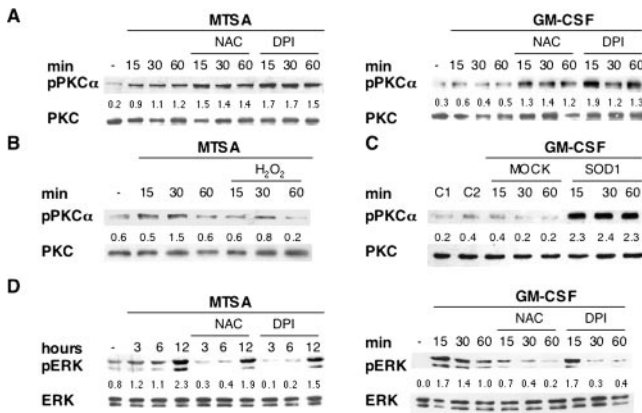 A
MTSA
NAC DPI
min - 15 30 60 15 30 60 15 30 60
pPKCα
0.2 0.9 1.1 1.2 1.5 1.4 1.4 1.7 1.7 1.5
PKC
GM-CSF
NAC DPI
min - 15 30 60 15 30 60 15 30 60
pPKCα
0.3 0.6 0.4 0.5 1.3 1.4 1.2 1.9 1.2 1.3
PKC
B
MTSA
H2O2
min - 15 30 60 15 30 60
pPKCα
0.6 0.5 1.5 0.6 0.6 0.8 0.2
PKC
C
GM-CSF
MOCK SOD1
min C1 C2 15 30 60 15 30 60
pPKCα
0.2 0.4 0.4 0.2 0.2 2.3 2.4 2.3
PKC
D
MTSA
NAC DPI
hours - 3 6 12 3 6 12 3 6 12
pERK
0.8 1.2 1.1 2.3 0.3 0.4 1.9 0.1 0.2 1.5
ERK
GM-CSF
NAC DPI
min - 15 30 60 15 30 60 15 30 60
pERK
0.0 1.7 1.4 1.0 0.7 0.4 0.2 1.7 0.3 0.4
ERK